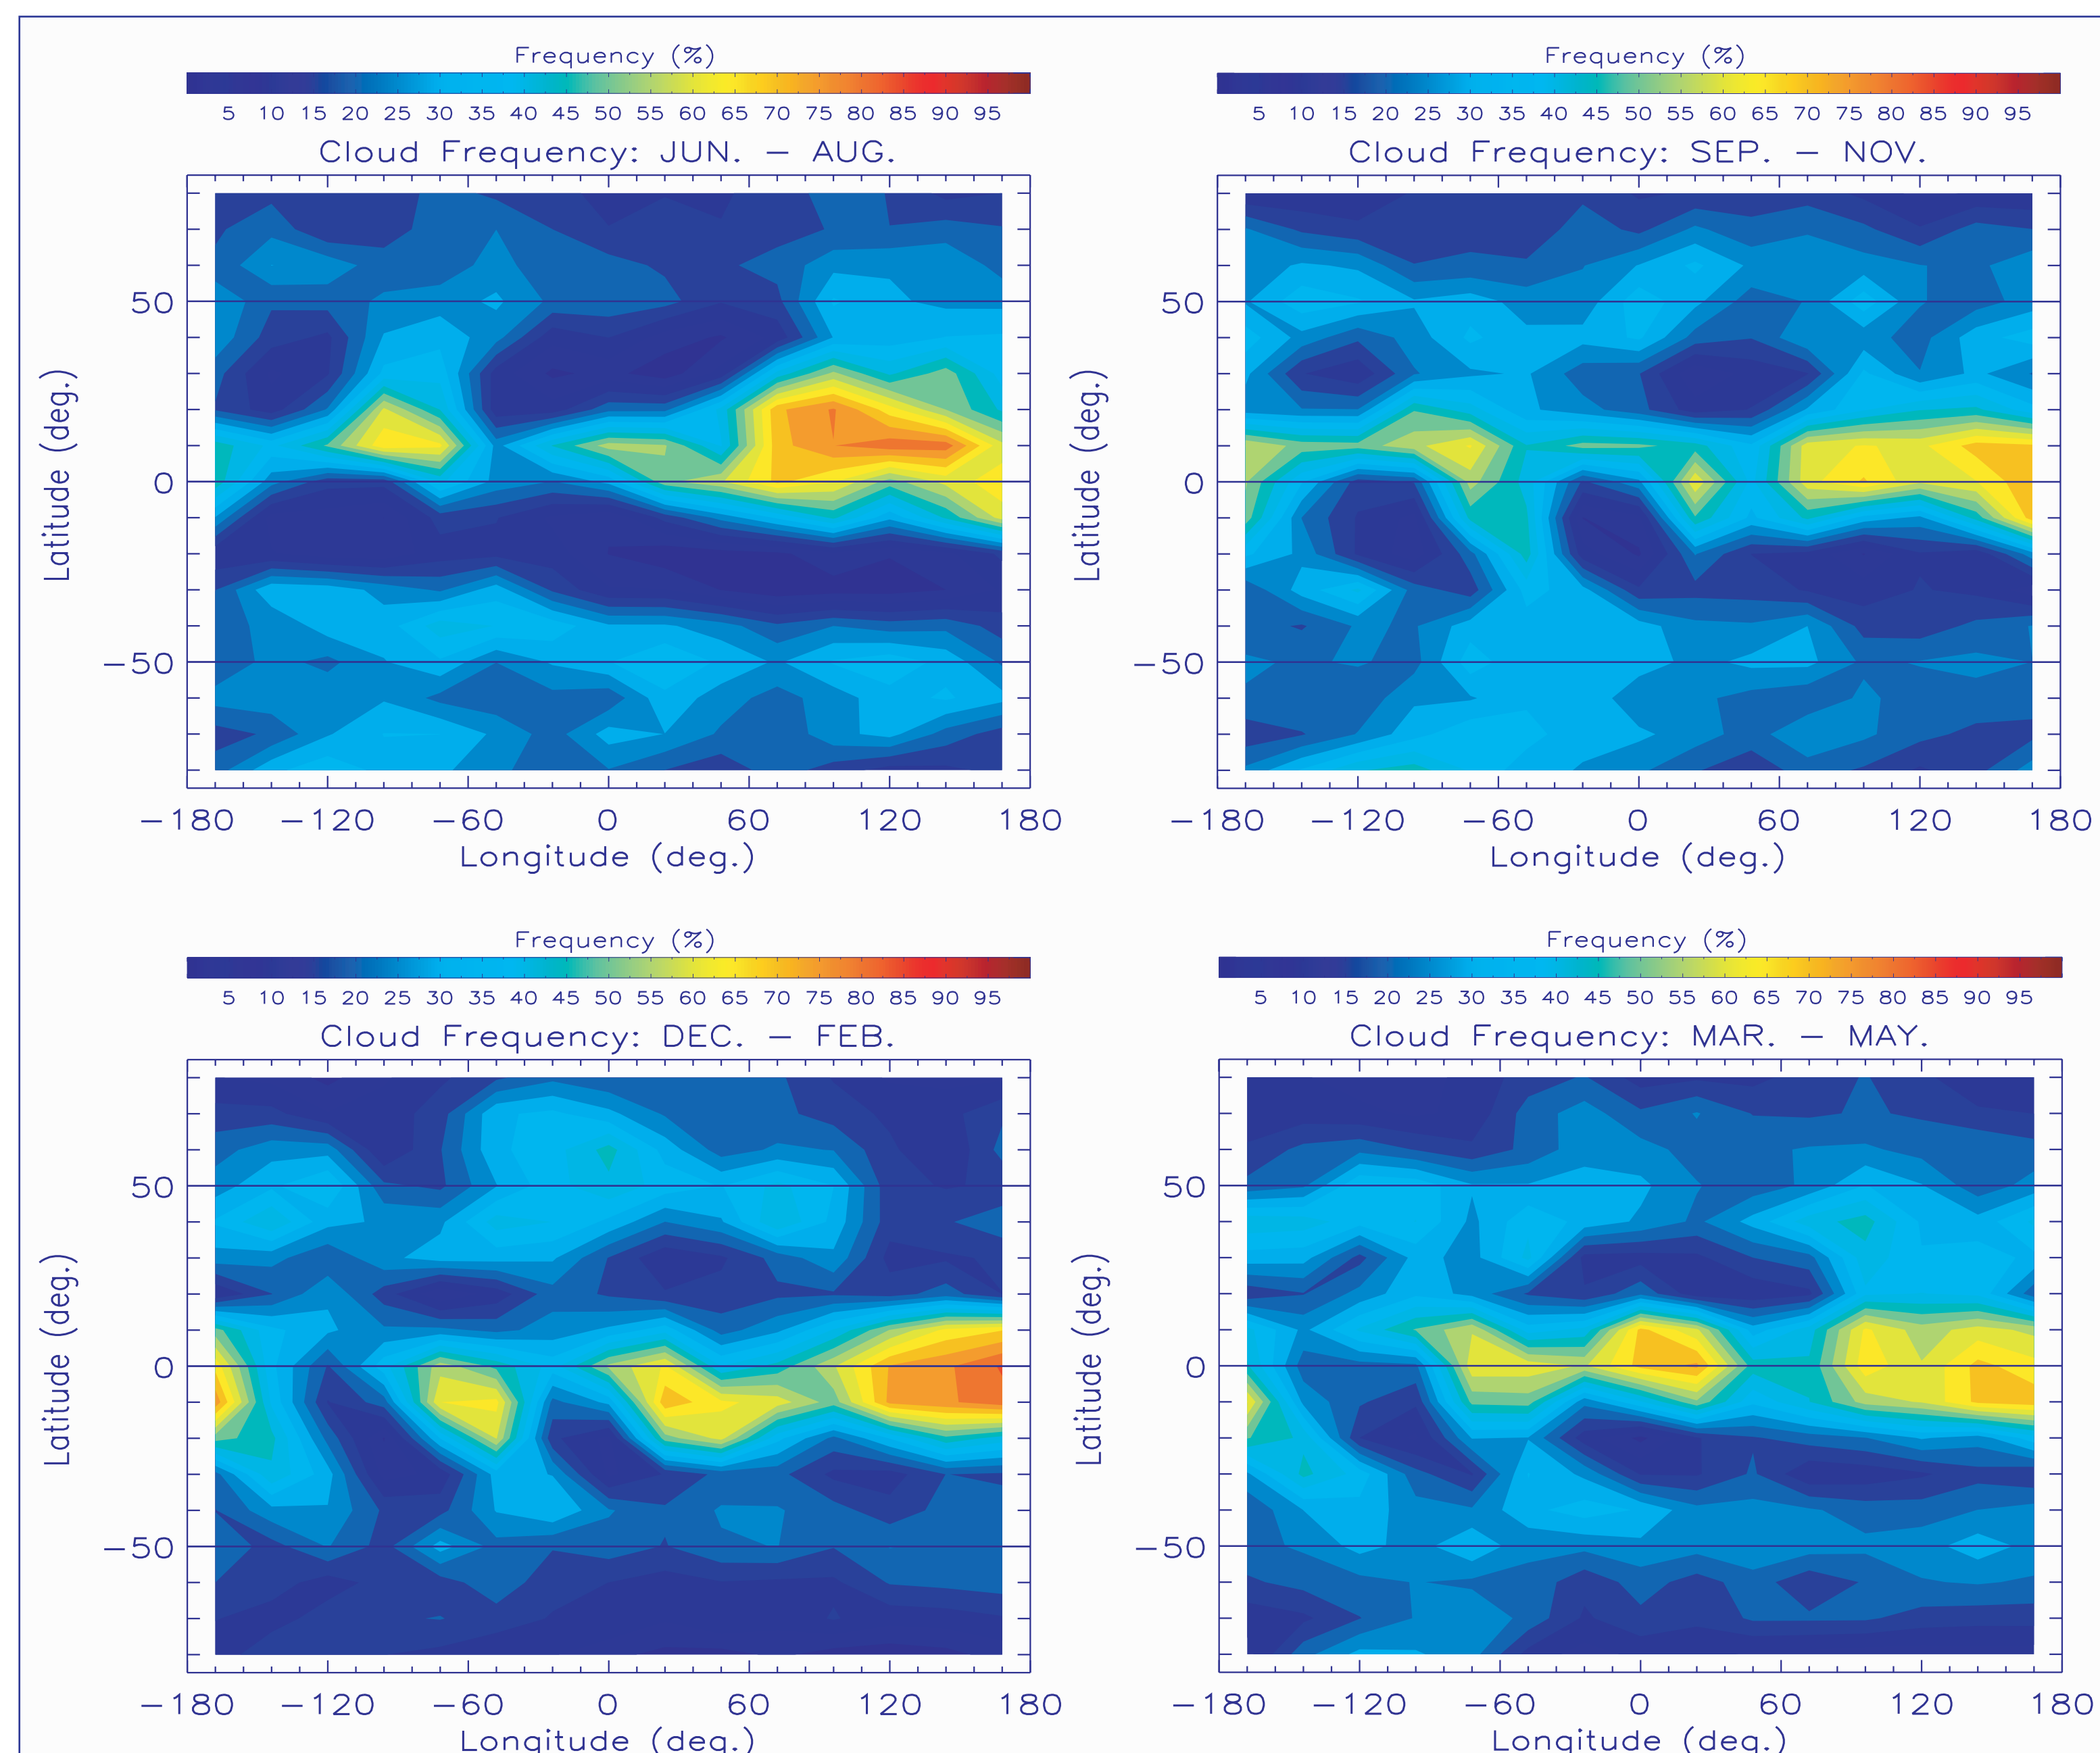 Frequency (%)
5 10 15 20 25 30 35 40 45 50 55 60 65 70 75 80 85 90 95
Cloud Frequency: JUN. – AUG.
Latitude (deg.)
50
0
−50
−180 −120 −60 0 60 120 180
Longitude (deg.)
Frequency (%)
5 10 15 20 25 30 35 40 45 50 55 60 65 70 75 80 85 90 95
Cloud Frequency: SEP. – NOV.
Latitude (deg.)
50
0
−50
−180 −120 −60 0 60 120 180
Longitude (deg.)
Frequency (%)
5 10 15 20 25 30 35 40 45 50 55 60 65 70 75 80 85 90 95
Cloud Frequency: DEC. – FEB.
Latitude (deg.)
50
0
−50
−180 −120 −60 0 60 120 180
Longitude (deg.)
Frequency (%)
5 10 15 20 25 30 35 40 45 50 55 60 65 70 75 80 85 90 95
Cloud Frequency: MAR. – MAY.
Latitude (deg.)
50
0
−50
−180 −120 −60 0 60 120 180
Longitude (deg.)